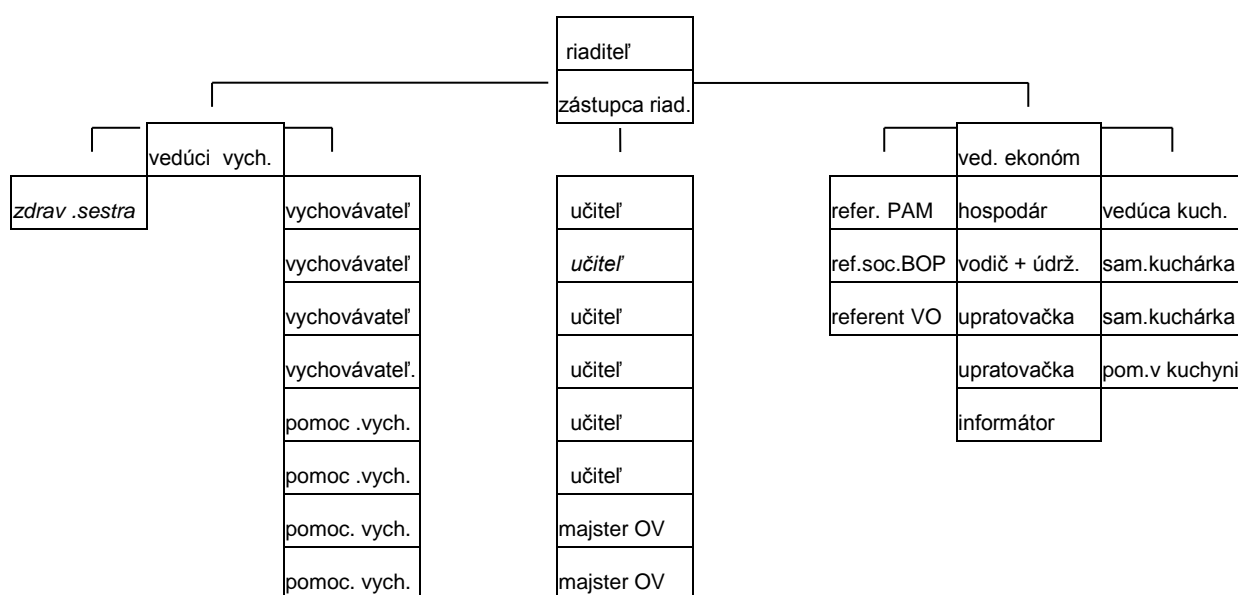 riaditeľ
zástupca riad.
vedúci vych.
ved. ekonóm
zdrav .sestra
vychovávateľ
učiteľ
refer. PAM
hospodár
vedúca kuch.
vychovávateľ
učiteľ
ref.soc.BOP
vodič + údrž.
sam.kuchárka
vychovávateľ
učiteľ
referent VO
upratovačka
sam.kuchárka
vychovávateľ.
učiteľ
upratovačka
pom.v kuchyni
pomoc .vych.
učiteľ
informátor
pomoc .vych.
učiteľ
pomoc. vych.
majster OV
pomoc. vych.
majster OV